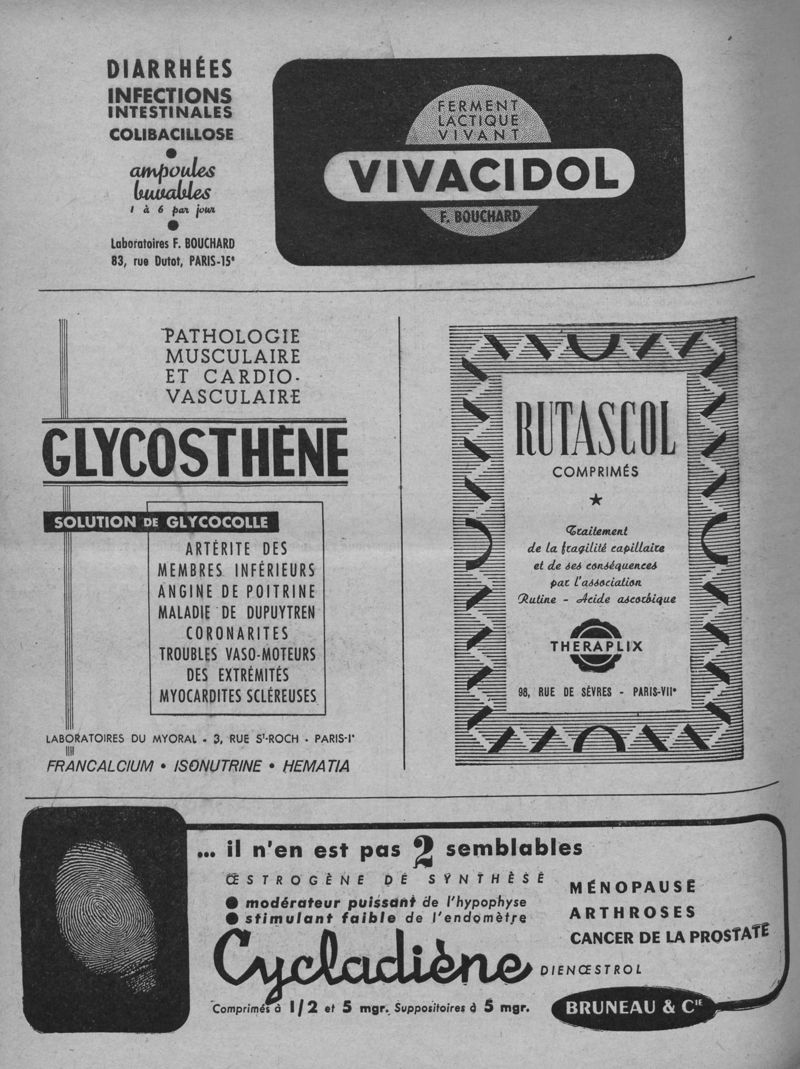 DIARRHÉES
INFECTIONS
INTESTINALES
COLIBACILLOSE
ampoules
buvables
1 à 6 par jour
Laboratoires F. BOUCHARD
83, rue Dutot, PARIS-15e
FERMENT
LACTIQUE
VIVANT
VIVACIDOL
F. BOUCHARD
PATHOLOGIE
MUSCULAIRE
ET CARDIO-
VASCULAIRE
GLYCOSTHÈNE
SOLUTION DE GLYCOCOLLE
ARTÉRITE DES
MEMBRES INFÉRIEURS
ANGINE DE POITRINE
MALADIE DE DUPUYTREN
CORONARITES
TROUBLES VASO-MOTEURS
DES EXTRÉMITÉS
MYOCARDITES SCLÉREUSES
LABORATOIRES DU MYORAL • 3, RUE St-ROCH • PARIS-Ier
FRANCALCIUM • ISONUTRINE • HEMATIA
RUTASCOL
COMPRIMÉS
★
Traitement
de la fragilité capillaire
et de ses conséquences
par l'association
Rutine - Acide ascorbique
THERAPLIX
98, RUE DE SÈVRES - PARIS-VIIe
... il n'en est pas 2 semblables
ŒSTROGÈNE DE SYNTHÈSE
● modérateur puissant de l'hypophyse
● stimulant faible de l'endomètre
Cycladiène DIENŒSTROL
Comprimés à 1/2 et 5 mgr. Suppositoires à 5 mgr.
MÉNOPAUSE
ARTHROSES
CANCER DE LA PROSTATE
BRUNEAU & Cie